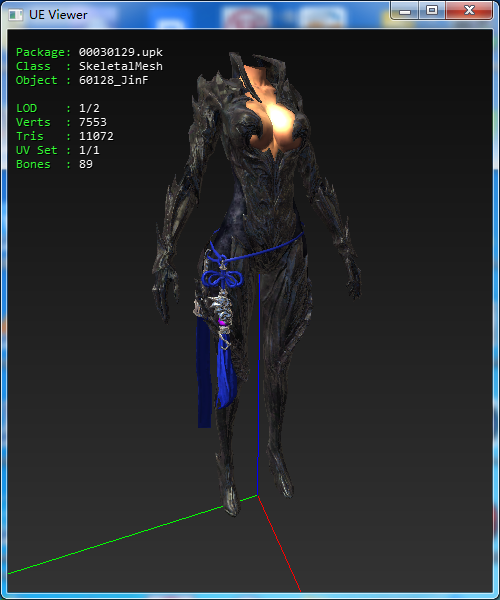 UE Viewer
Package: 00030129.upk
Class : SkeletalMesh
Object : 60128_JinF
LOD : 1/2
Verts : 7553
Tris : 11072
UV Set : 1/1
Bones : 89